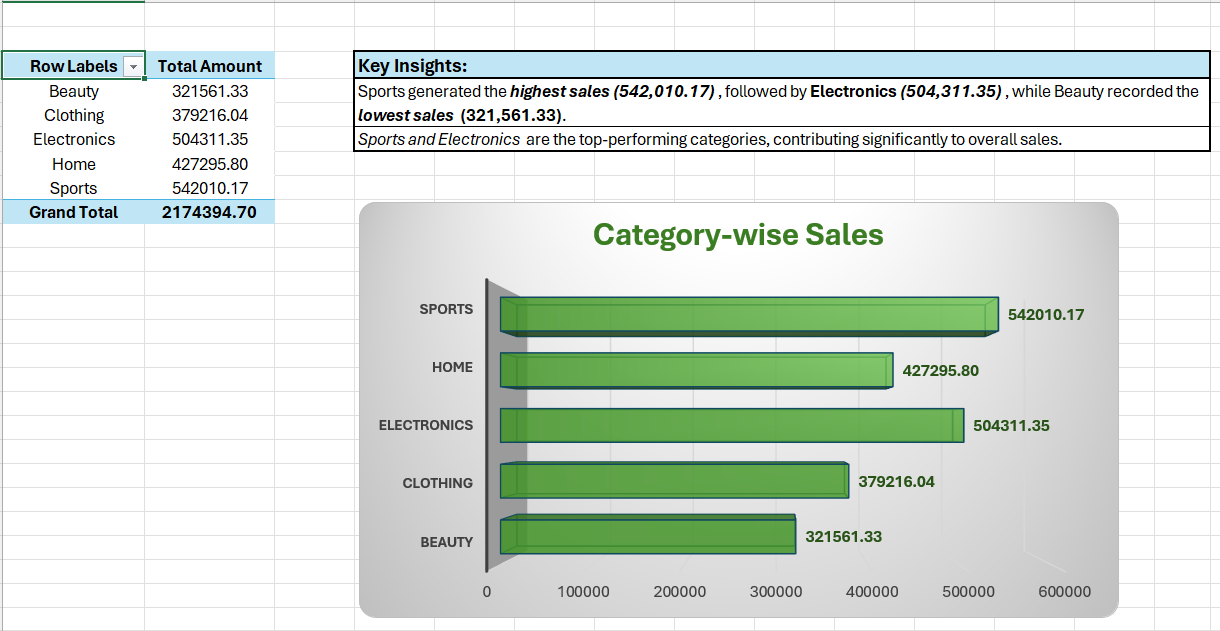 Row Labels Total Amount
Beauty 321561.33
Clothing 379216.04
Electronics 504311.35
Home 427295.80
Sports 542010.17
Grand Total 2174394.70
Key Insights:
Sports generated the highest sales (542,010.17) , followed by Electronics (504,311.35) , while Beauty recorded the
lowest sales (321,561.33).
Sports and Electronics are the top-performing categories, contributing significantly to overall sales.
Category-wise Sales
SPORTS 542010.17
HOME 427295.80
ELECTRONICS 504311.35
CLOTHING 379216.04
BEAUTY 321561.33
0 100000 200000 300000 400000 500000 600000